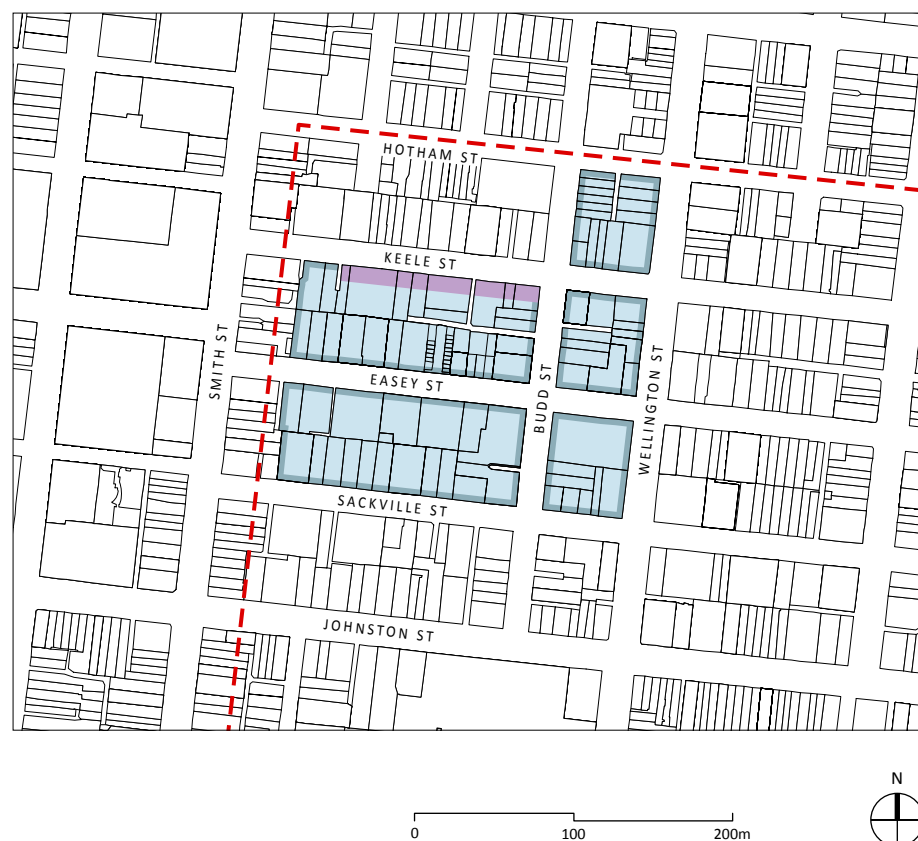 HOTHAM ST
KEELE ST
SMITH ST
EASEY ST
BUDD ST
WELLINGTON ST
SACKVILLE ST
JOHNSTON ST
N
0 100 200m